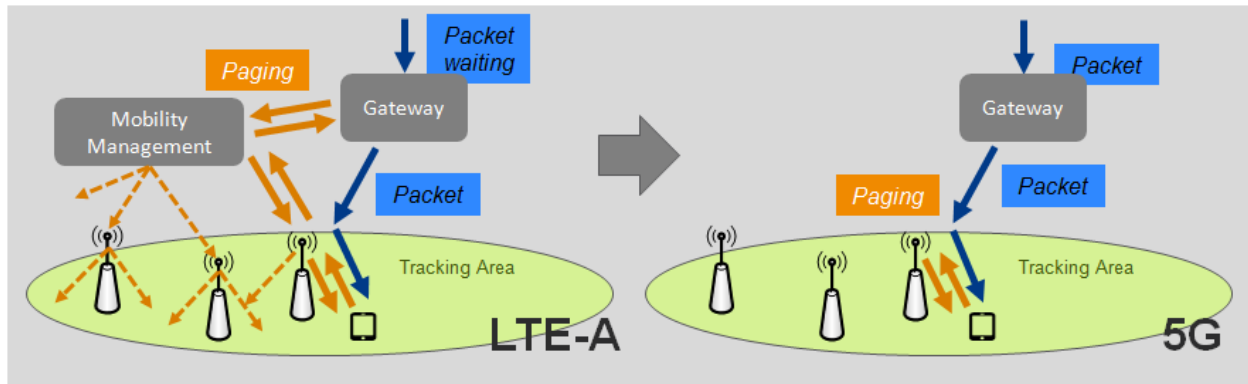 Packet
waiting
Paging
Gateway
Mobility
Management
Packet
Tracking Area
LTE-A
Packet
Gateway
Packet
Paging
Tracking Area
5G